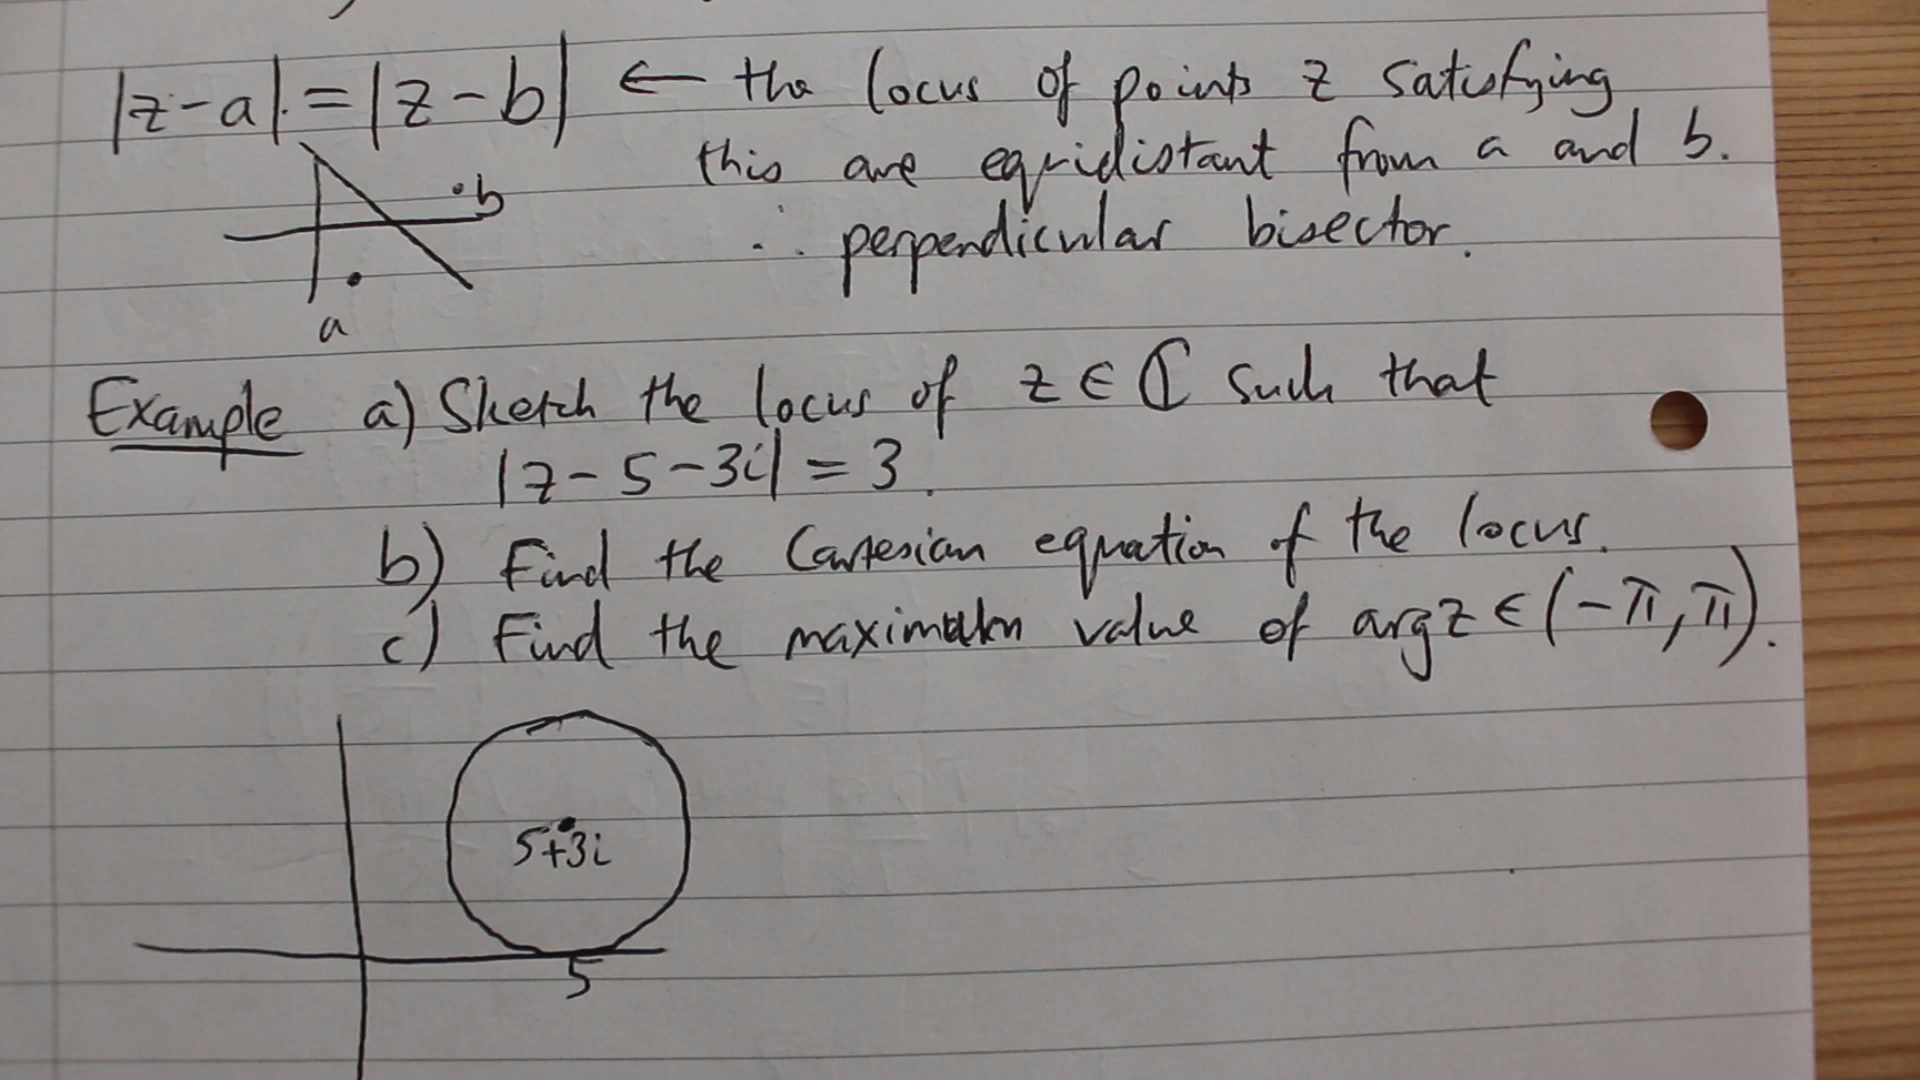 |z-a| = |z-b| ← the locus of points z satisfying
this are equidistant from a and b.
∴ perpendicular bisector.
b
a
Example a) Sketch the locus of z ∈ ℂ such that
|z-5-3i| = 3.
b) Find the Cartesian equation of the locus.
c) Find the maximum value of arg z ∈ (-π, π).
5+3i
5